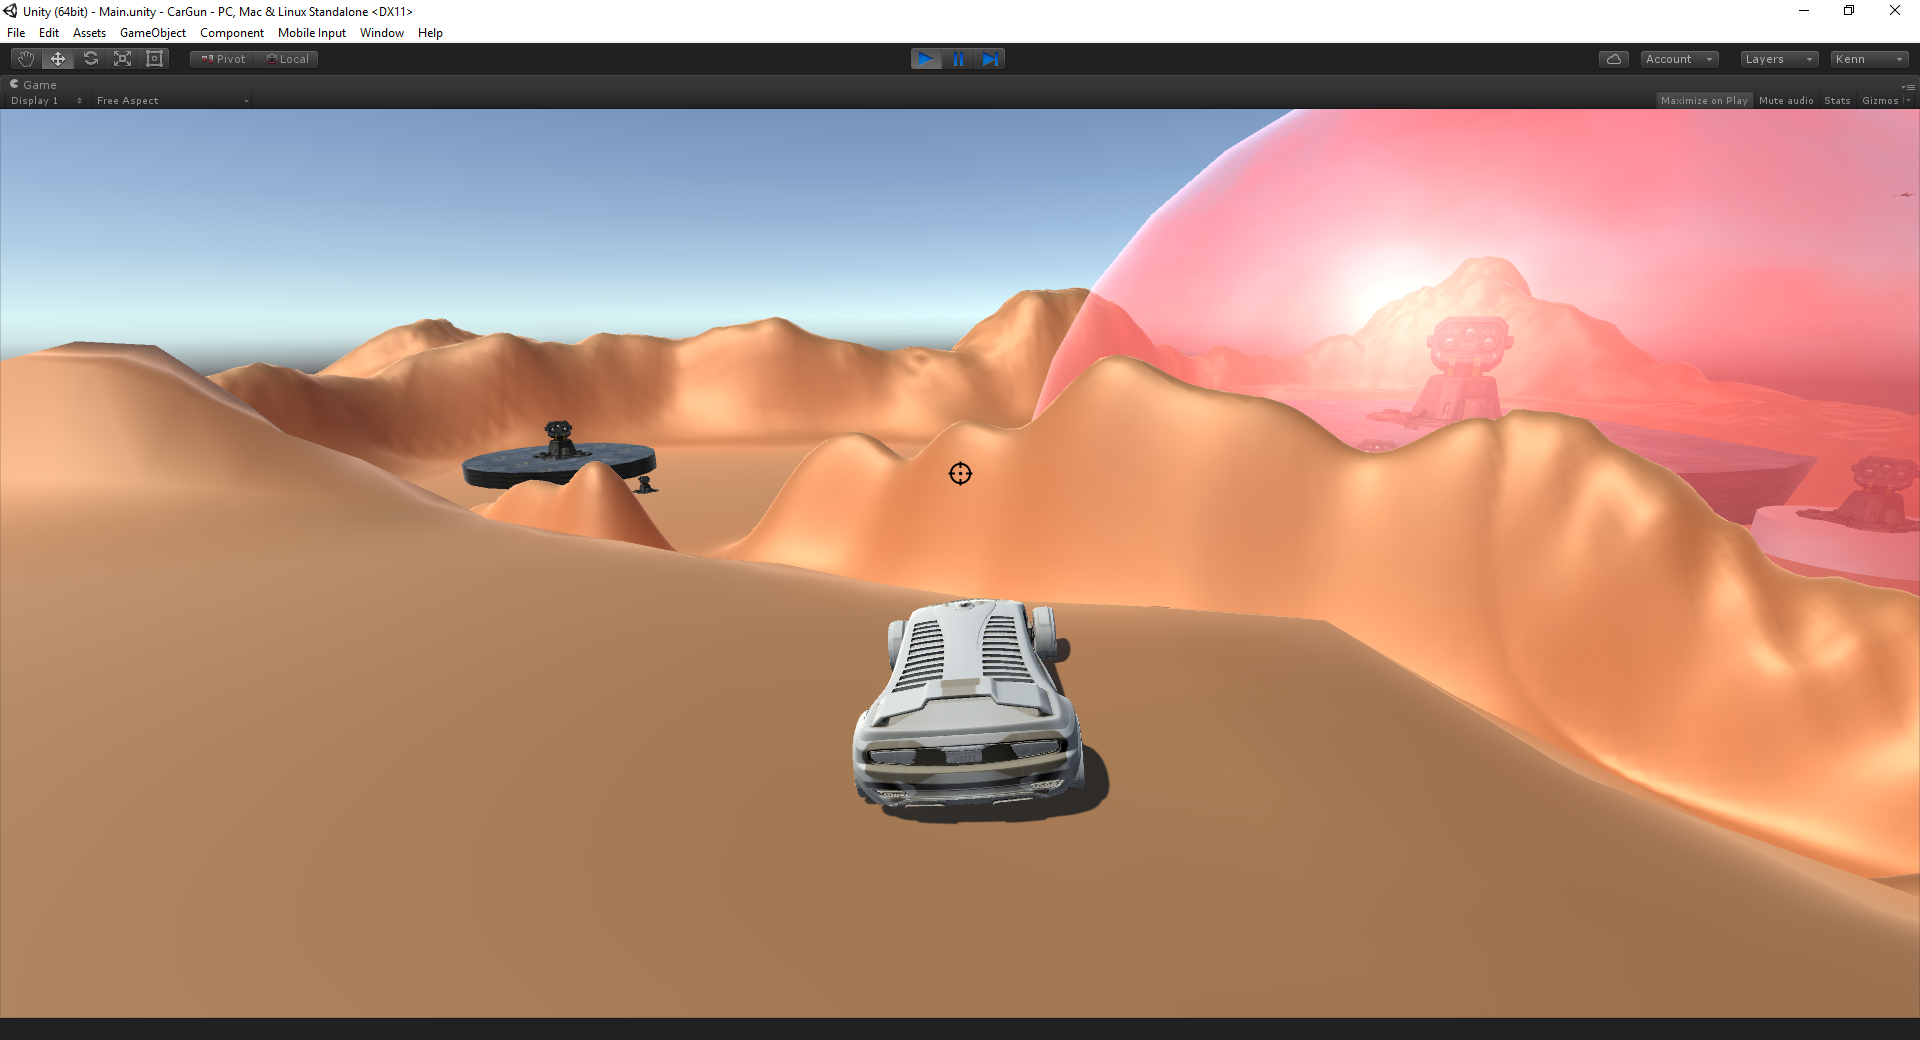 Unity (64bit) - Main.unity - CarGun - PC, Mac & Linux Standalone <DX11>
File Edit Assets GameObject Component Mobile Input Window Help
Pivot Local Account Layers Kenn
Game
Display 1 Free Aspect Maximize on Play Mute audio Stats Gizmos